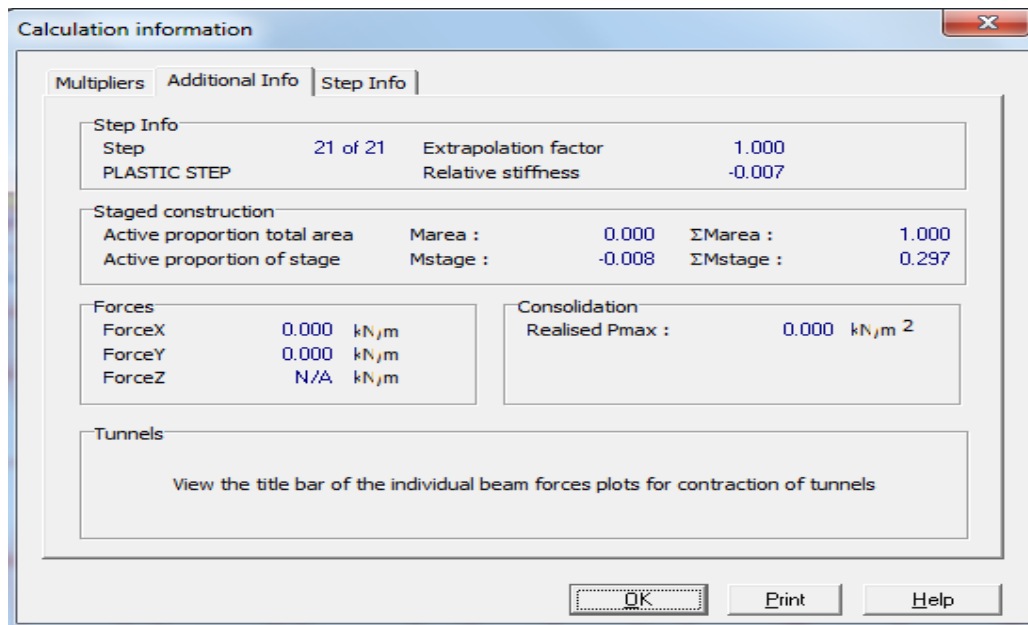 Calculation information
Multipliers Additional Info Step Info
Step Info
Step 21 of 21 Extrapolation factor 1.000
PLASTIC STEP Relative stiffness -0.007
Staged construction
Active proportion total area Marea : 0.000 ΣMarea : 1.000
Active proportion of stage Mstage : -0.008 ΣMstage : 0.297
Forces
ForceX 0.000 kN/m
ForceY 0.000 kN/m
ForceZ N/A kN/m
Consolidation
Realised Pmax : 0.000 kN/m 2
Tunnels
View the title bar of the individual beam forces plots for contraction of tunnels
OK Print Help